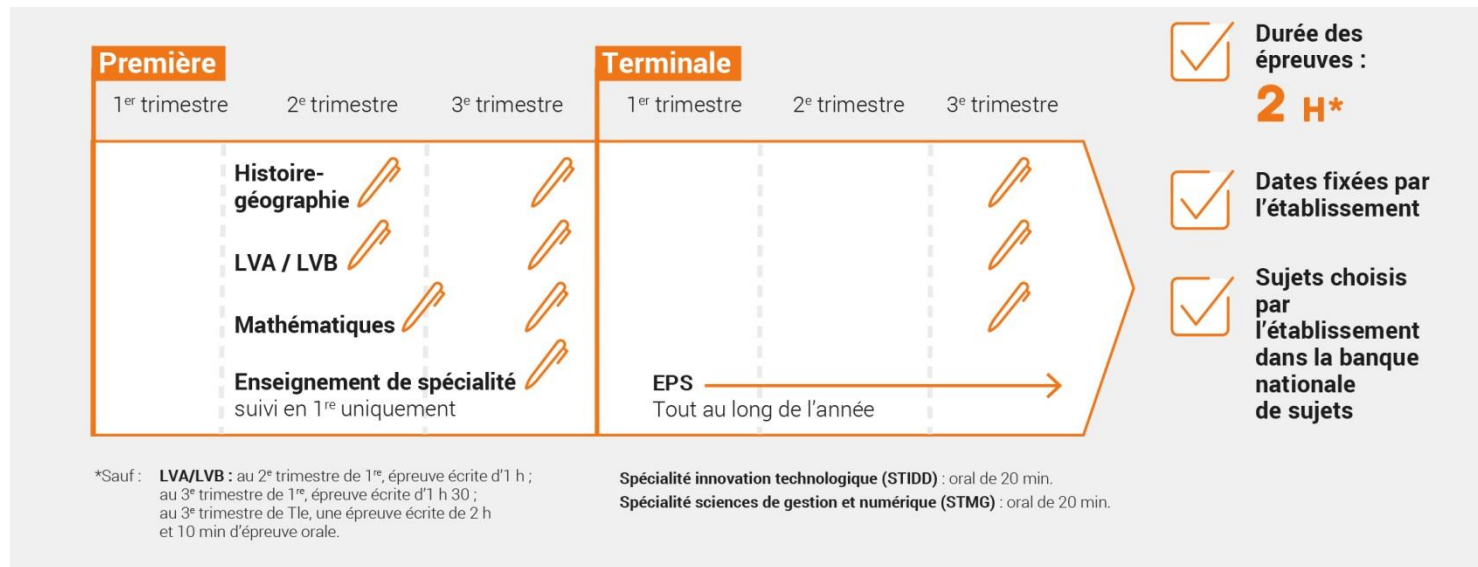 Première
Terminale
1er trimestre
2e trimestre
3e trimestre
1er trimestre
2e trimestre
3e trimestre
Histoire-
géographie
LVA / LVB
Mathématiques
Enseignement de spécialité
suivi en 1re uniquement
EPS
Tout au long de l'année
Durée des
épreuves :
2 H*
Dates fixées par
l'établissement
Sujets choisis
par
l'établissement
dans la banque
nationale
de sujets
*Sauf : LVA/LVB : au 2e trimestre de 1re, épreuve écrite d'1 h ;
au 3e trimestre de 1re, épreuve écrite d'1 h 30 ;
au 3e trimestre de Tle, une épreuve écrite de 2 h
et 10 min d'épreuve orale.
Spécialité innovation technologique (STIDD) : oral de 20 min.
Spécialité sciences de gestion et numérique (STMG) : oral de 20 min.